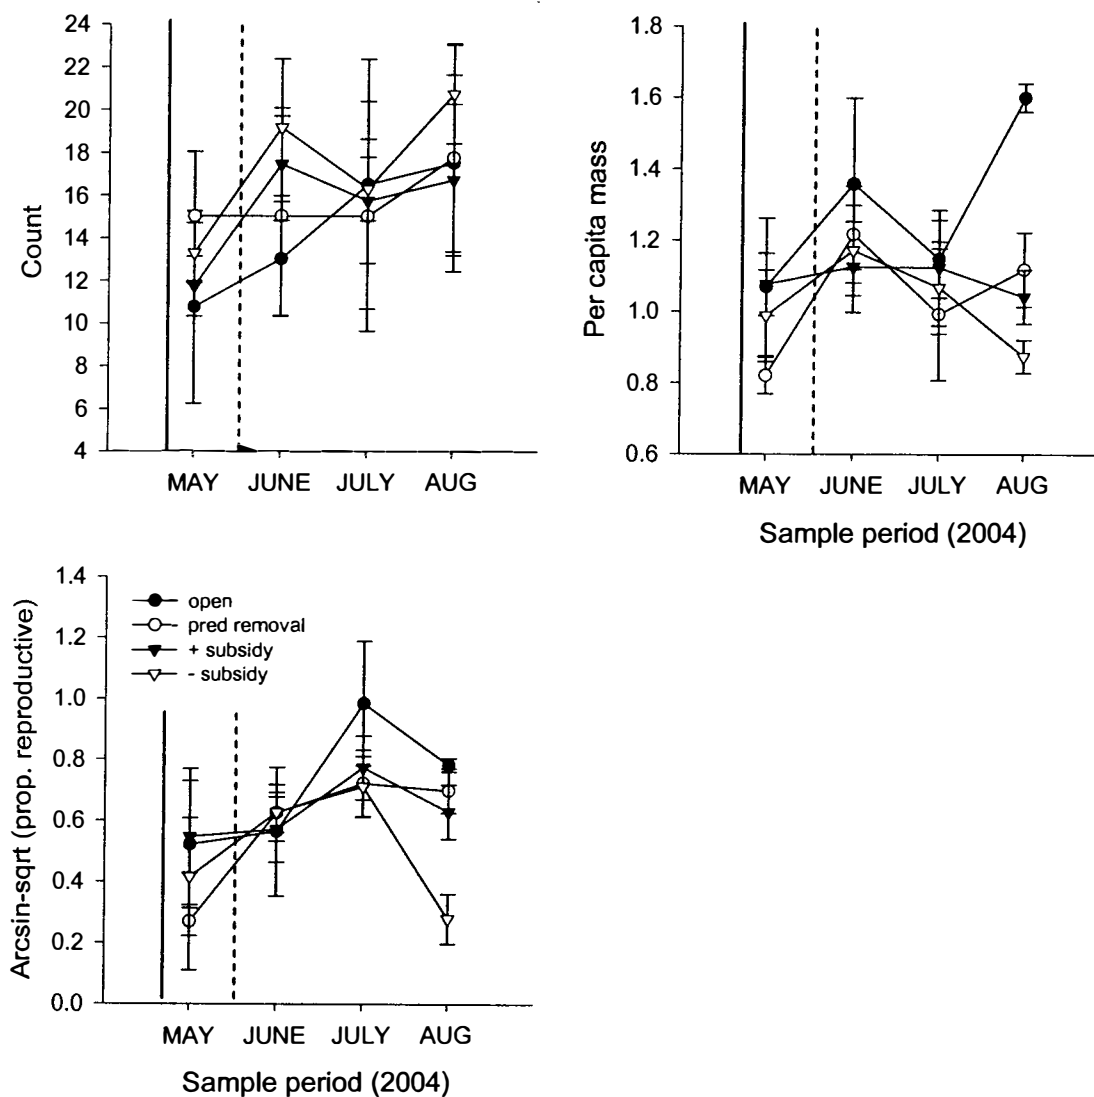 24
22
20
18
16
14
12
10
8
6
4
Count
MAY JUNE JULY AUG
1.8
1.6
1.4
1.2
1.0
0.8
0.6
Per capita mass
MAY JUNE JULY AUG
Sample period (2004)
1.4
1.2
1.0
0.8
0.6
0.4
0.2
0.0
Arcsin-sqrt (prop. reproductive)
open
pred removal
+ subsidy
- subsidy
MAY JUNE JULY AUG
Sample period (2004)